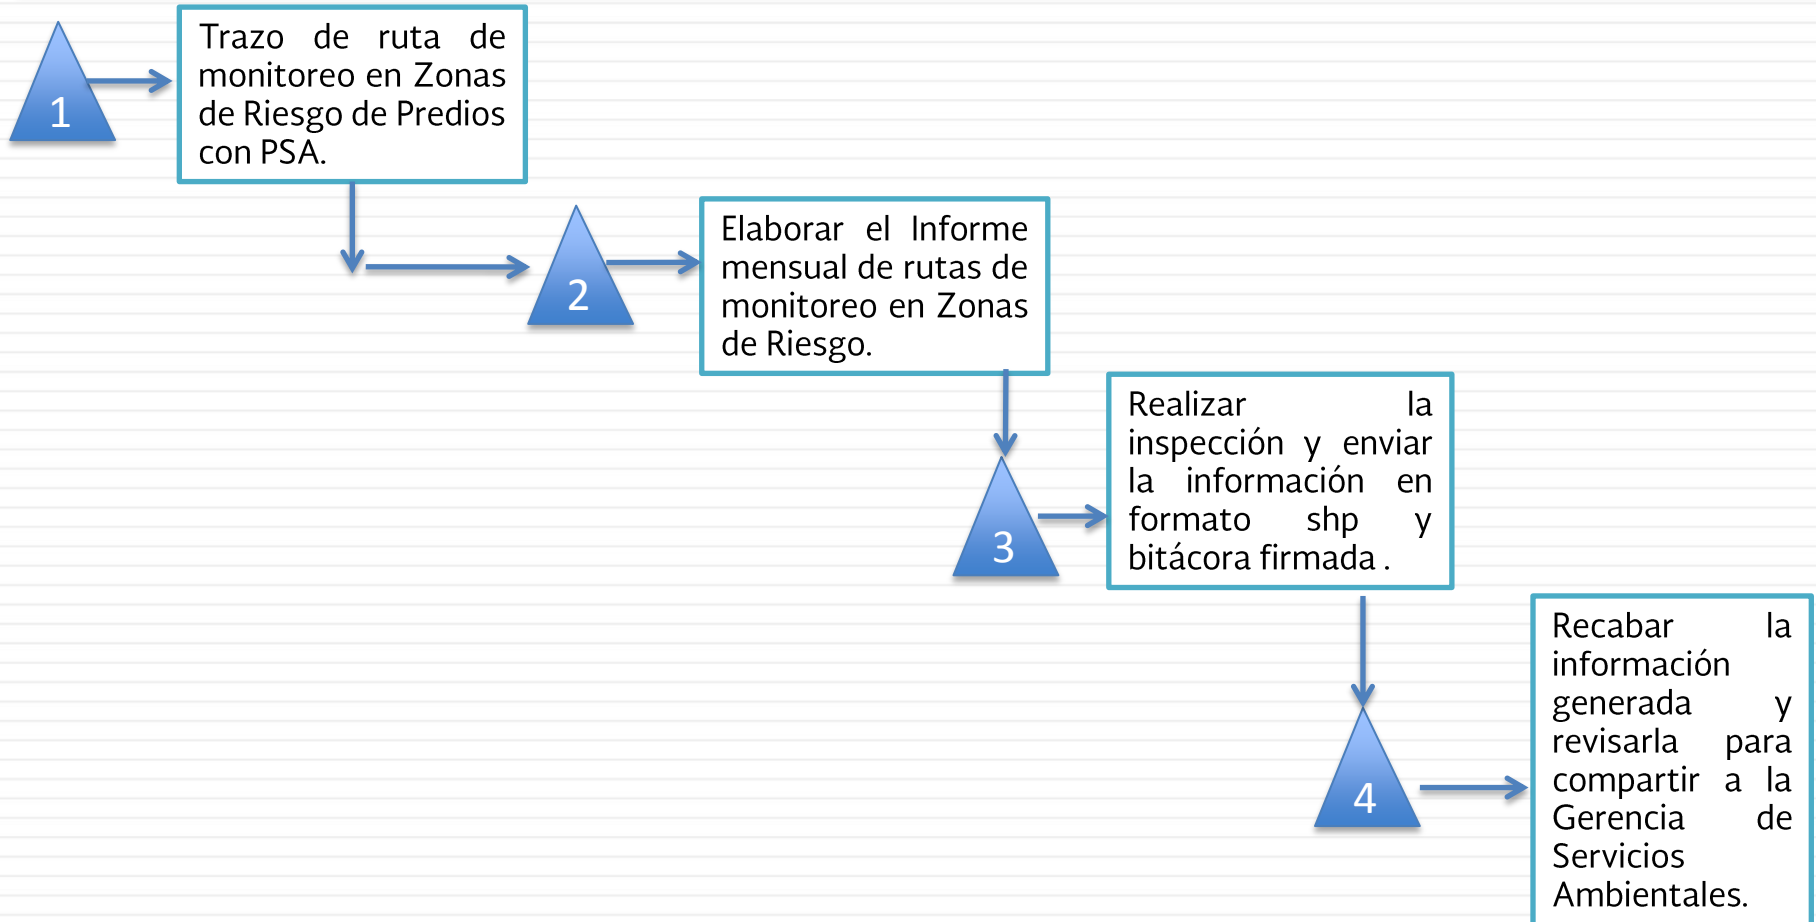 1
Trazo de ruta de
monitoreo en Zonas
de Riesgo de Predios
con PSA.
2
Elaborar el Informe
mensual de rutas de
monitoreo en Zonas
de Riesgo.
3
Realizar la
inspección y enviar
la información en
formato shp y
bitácora firmada .
4
Recabar la
información
generada y
revisarla para
compartir a la
Gerencia de
Servicios
Ambientales.